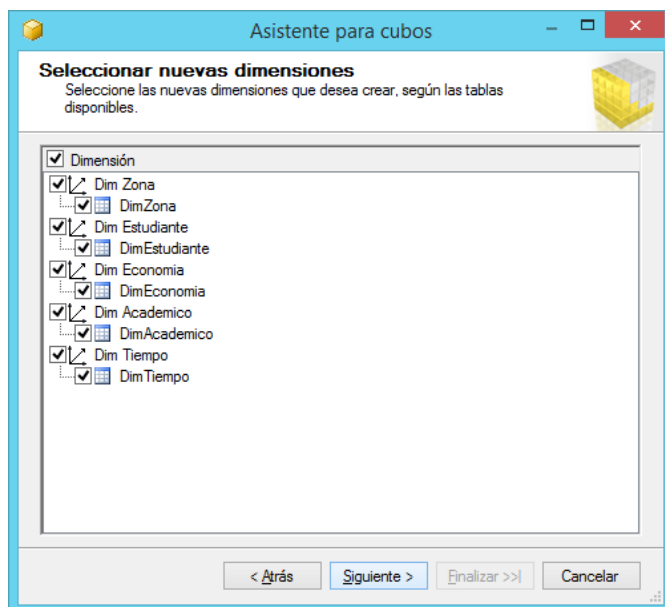 Asistente para cubos
Seleccionar nuevas dimensiones
Seleccione las nuevas dimensiones que desea crear, según las tablas
disponibles.
Dimensión
Dim Zona
DimZona
Dim Estudiante
DimEstudiante
Dim Economia
DimEconomia
Dim Academico
DimAcademico
Dim Tiempo
DimTiempo
< Atrás Siguiente > Finalizar >>| Cancelar